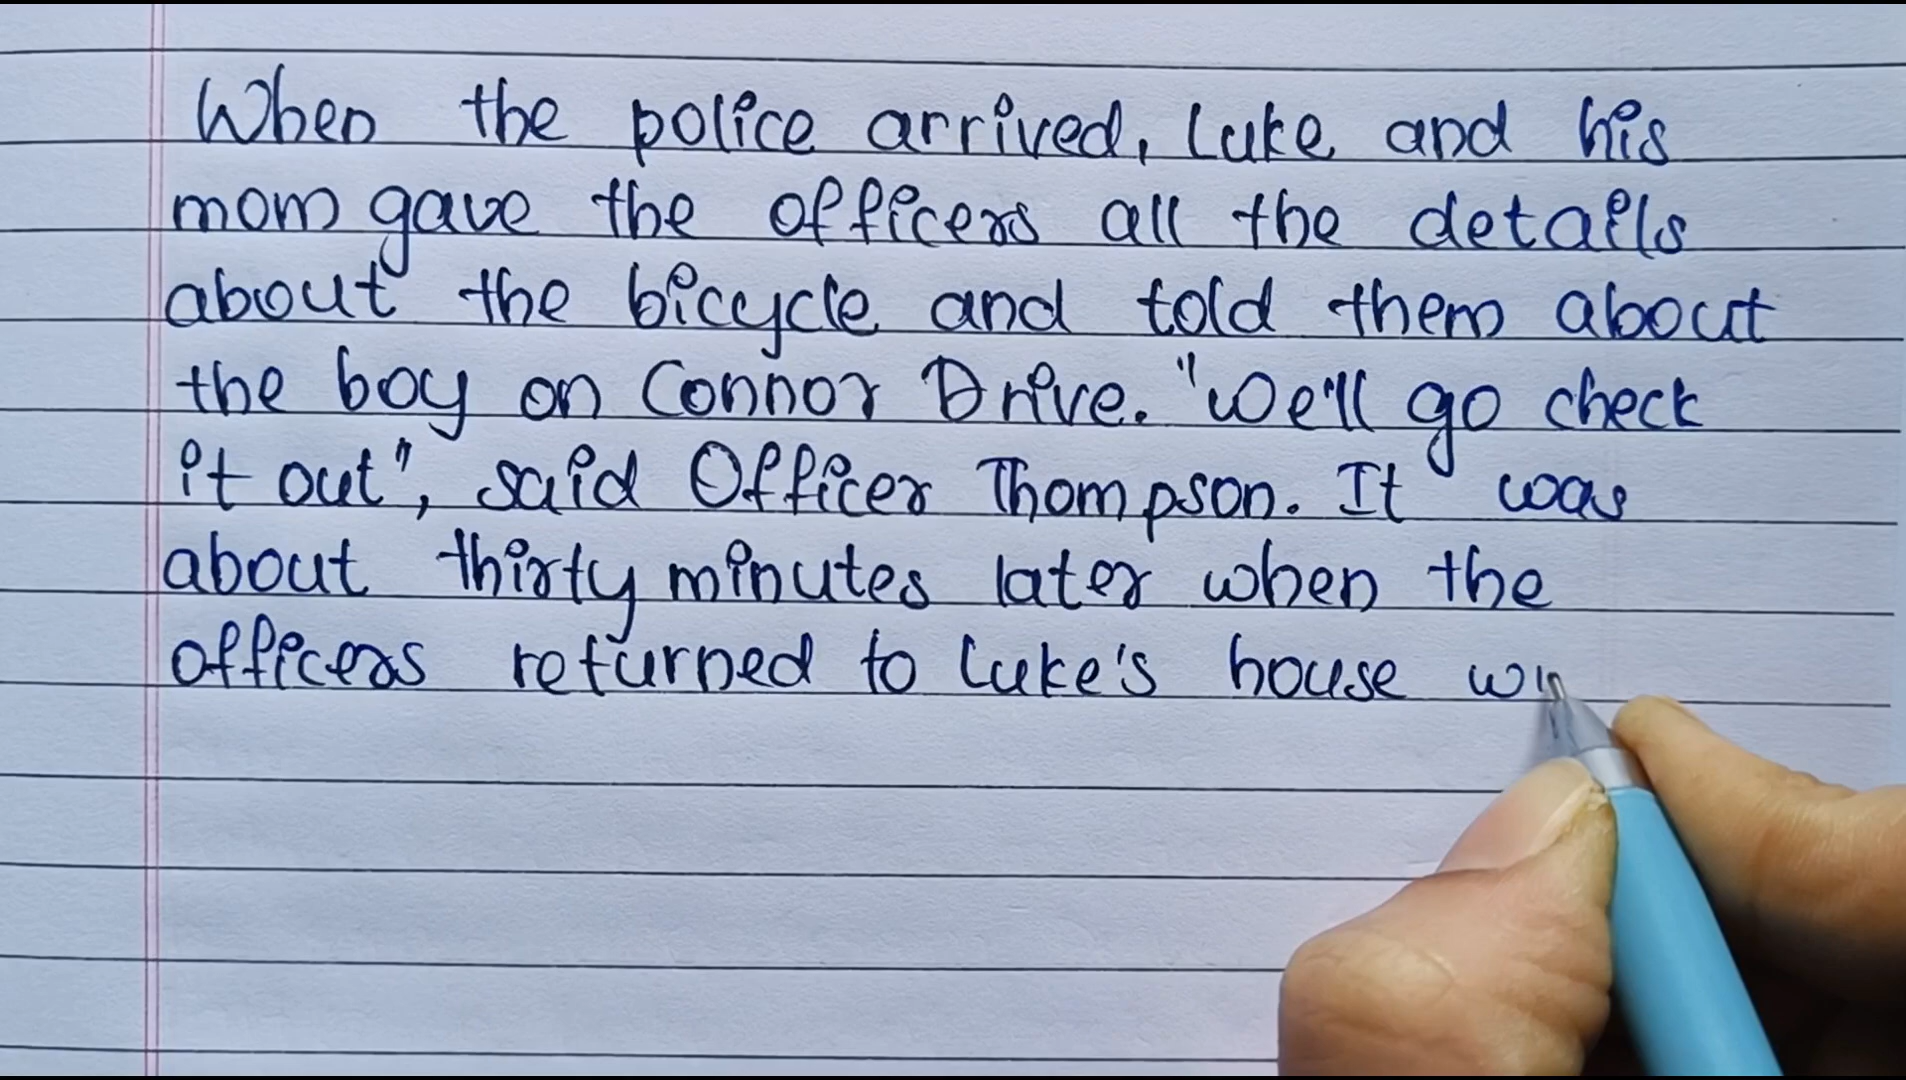 When the police arrived, Luke and his
mom gave the officers all the details
about the bicycle and told them about
the boy on Connor Drive. "We'll go check
it out", said Officer Thompson. It was
about thirty minutes later when the
officers returned to Luke's house